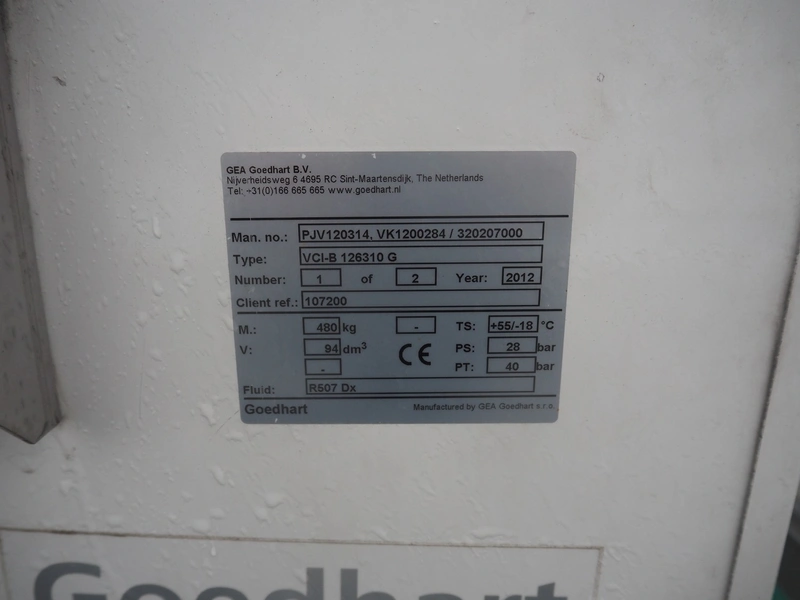 GEA Goedhart B.V.
Nijverheidsweg 6 4695 RC Sint-Maartensdijk, The Netherlands
Tel: +31(0)166 665 665 www.goedhart.nl
Man. no.: PJV120314, VK1200284 / 320207000
Type: VCI-B 126310 G
Number: 1 of 2 Year: 2012
Client ref.: 107200
M.: 480 kg - TS: +55/-18 °C
V: 94 dm³ CE PS: 28 bar
- PT: 40 bar
Fluid: R507 Dx
Goedhart Manufactured by GEA Goedhart s.r.o.
Goedhart